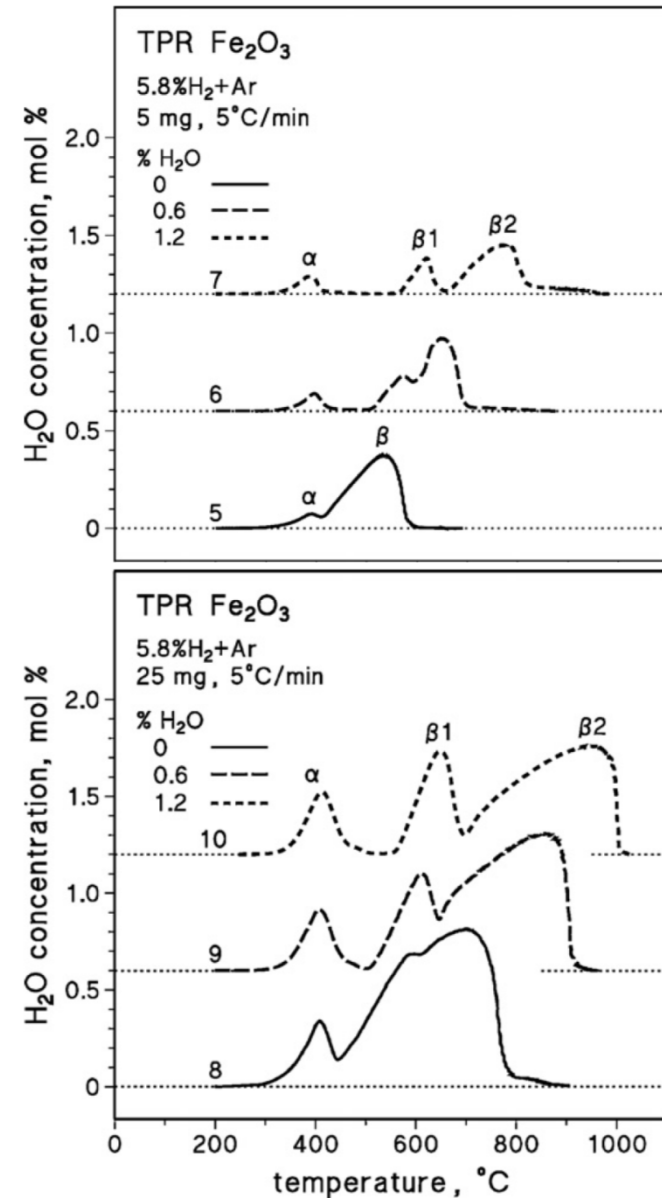 TPR Fe₂O₃
5.8%H₂+Ar
5 mg, 5°C/min
% H₂O
0
0.6
1.2
H₂O concentration, mol %
2.0
1.5
1.0
0.5
0
α
β1
β2
7
6
β
α
5
TPR Fe₂O₃
5.8%H₂+Ar
25 mg, 5°C/min
% H₂O
0
0.6
1.2
H₂O concentration, mol %
2.0
1.5
1.0
0.5
0
α
β1
β2
10
9
8
0 200 400 600 800 1000
temperature, °C